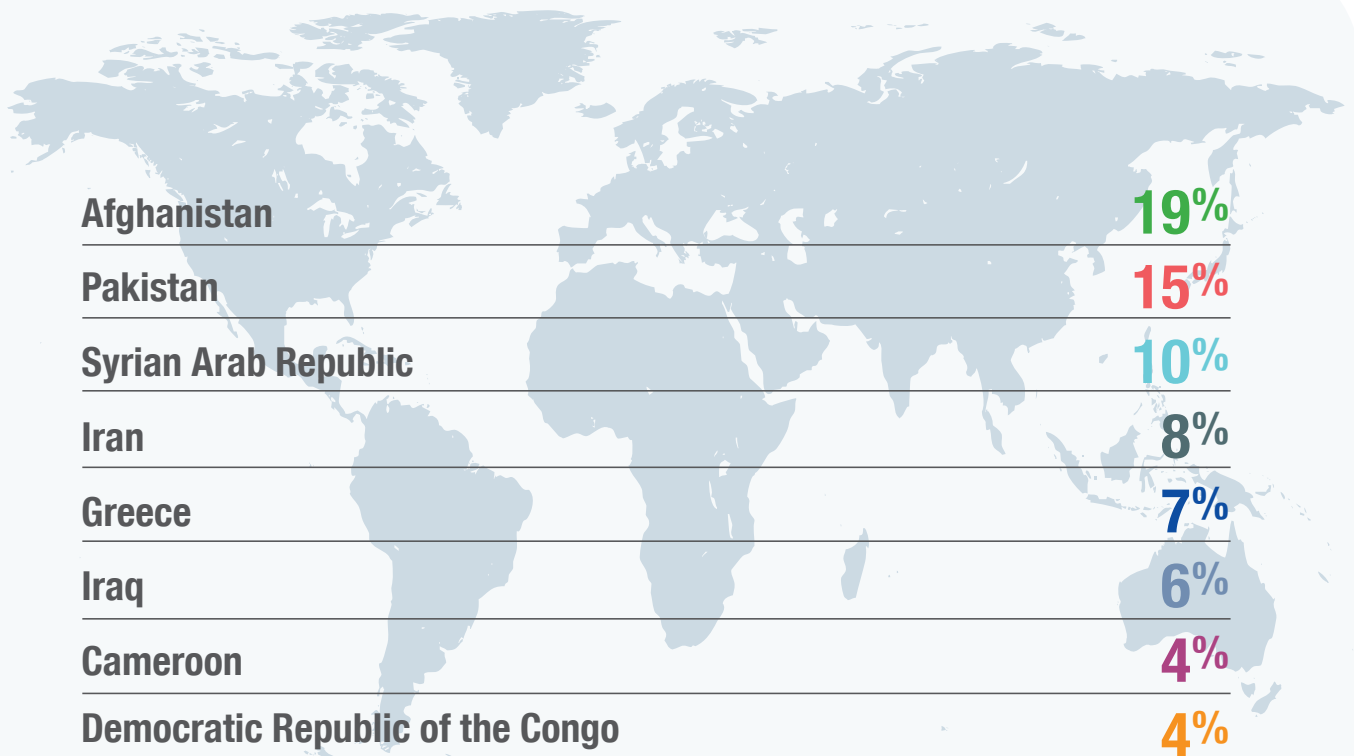 Afghanistan 19%
Pakistan 15%
Syrian Arab Republic 10%
Iran 8%
Greece 7%
Iraq 6%
Cameroon 4%
Democratic Republic of the Congo 4%